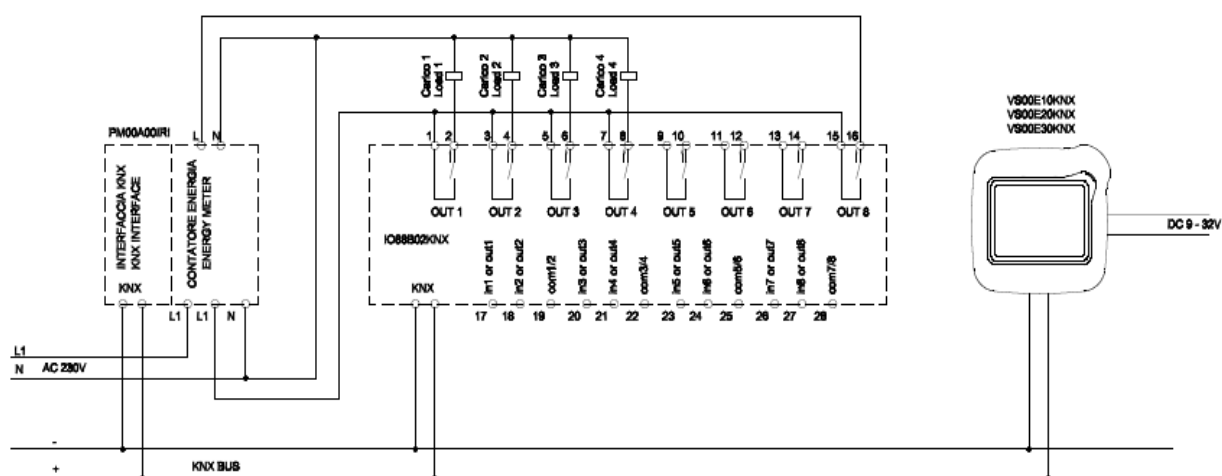 Carico 1
Load 1
Carico 2
Load 2
Carico 3
Load 3
Carico 4
Load 4
VS00E10KNX
VS00E20KNX
VS00E30KNX
PM00A00IRI
L N
1 2 3 4 5 6 7 8 9 10 11 12 13 14 15 16
INTERFACCIA KNX
KNX INTERFACE
CONTATORE ENERGIA
ENERGY METER
OUT 1 OUT 2 OUT 3 OUT 4 OUT 5 OUT 6 OUT 7 OUT 8
DC 9 - 32V
IO88B02KNX
KNX
KNX
in1 or out1
in2 or out2
com1/2
in3 or out3
in4 or out4
com3/4
in5 or out5
in6 or out6
com5/6
in7 or out7
in8 or out8
com7/8
L1 L1 N
17 18 19 20 21 22 23 24 25 26 27 28
L1
N AC 230V
-
+ KNX BUS